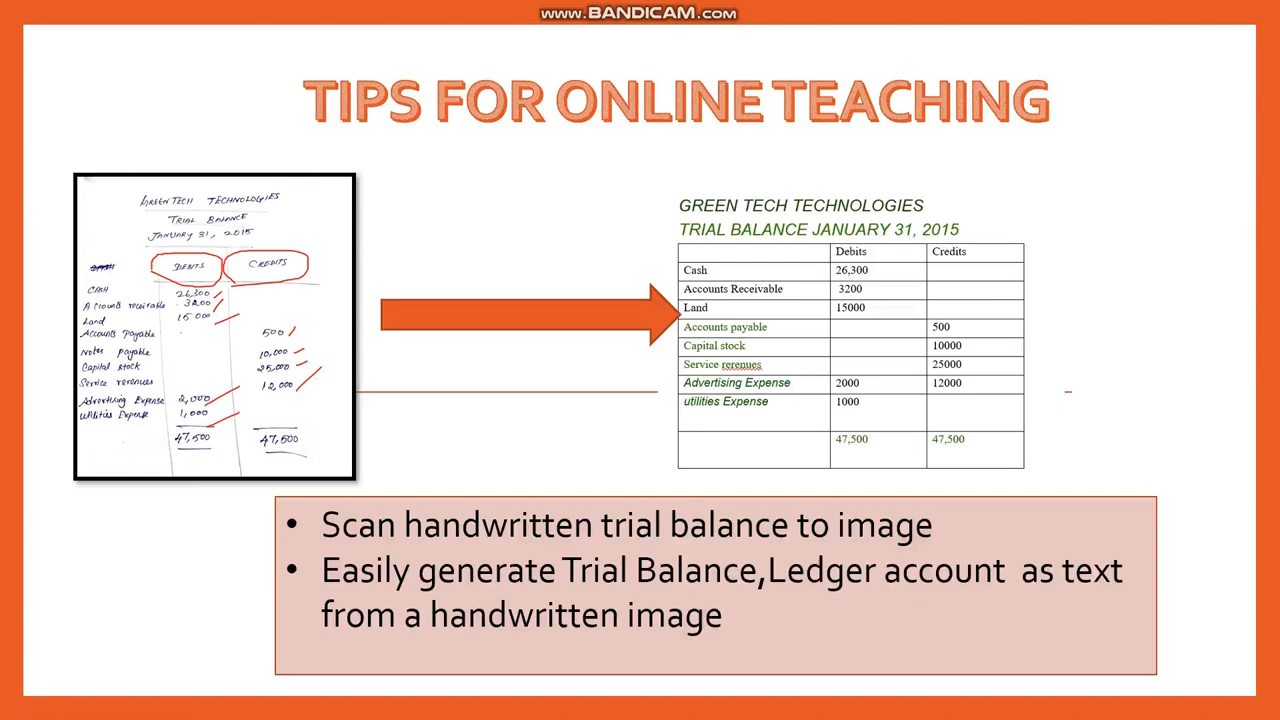 www.BANDICAM.com
TIPS FOR ONLINE TEACHING
GREENTECH TECHNOLOGIES
TRIAL BALANCE
JANUARY 31, 2015
DEBITS CREDITS
CASH 26,300
Accounts receivable 3200
Land 15000
Accounts payable 500
Notes payable 10,000
Capital stock 25,000
Service revenues 12,000
Advertising Expense 2,000
Utilities Expense 1,000
47,500 47,500
GREEN TECH TECHNOLOGIES
TRIAL BALANCE JANUARY 31, 2015
Debits Credits
Cash 26,300
Accounts Receivable 3200
Land 15000
Accounts payable 500
Capital stock 10000
Service rerenues 25000
Advertising Expense 2000 12000
utilities Expense 1000
47,500 47,500
• Scan handwritten trial balance to image
• Easily generate Trial Balance,Ledger account as text
from a handwritten image